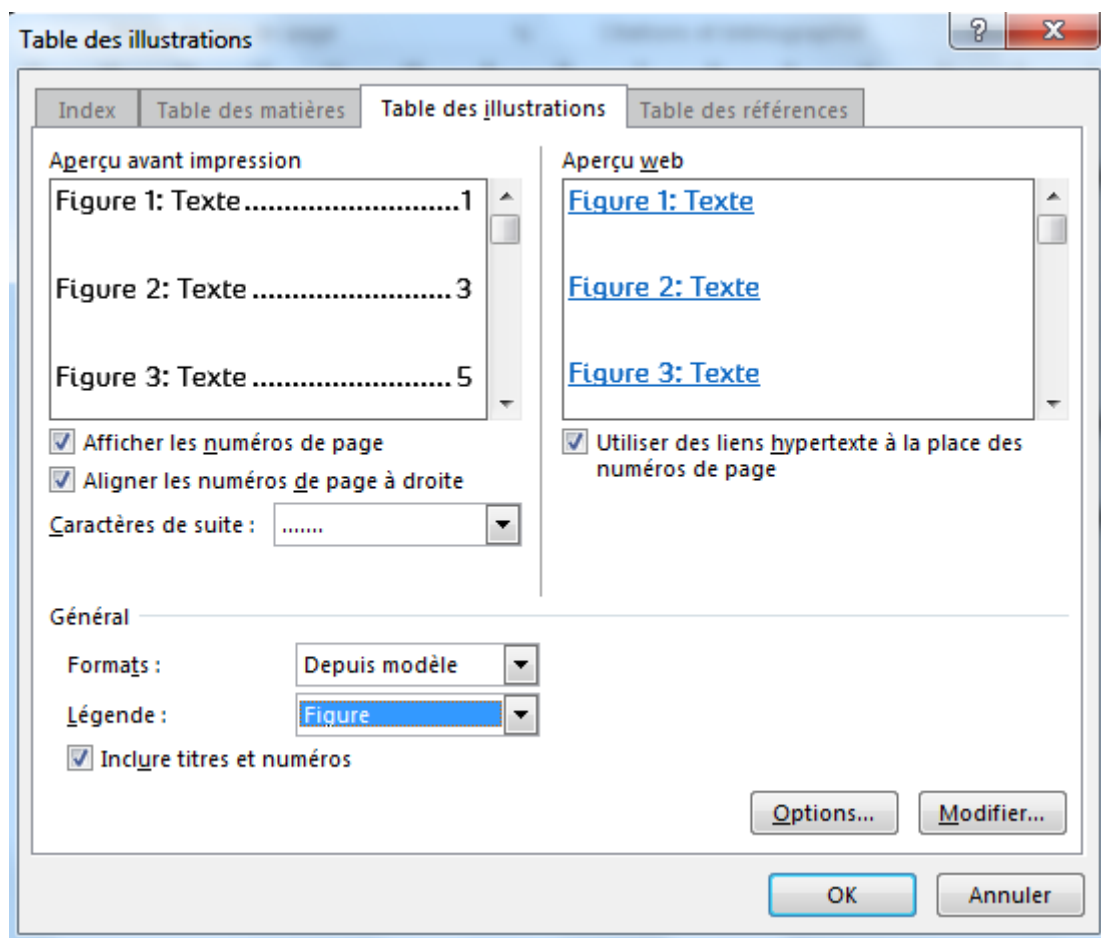 Table des illustrations
Index
Table des matières
Table des illustrations
Table des références
Aperçu avant impression
Figure 1: Texte...........................1
Figure 2: Texte.........................3
Figure 3: Texte.........................5
Aperçu web
Figure 1: Texte
Figure 2: Texte
Figure 3: Texte
Afficher les numéros de page
Aligner les numéros de page à droite
Caractères de suite : .......
Utiliser des liens hypertexte à la place des
numéros de page
Général
Formats : Depuis modèle
Légende : Figure
Inclure titres et numéros
Options...
Modifier...
OK
Annuler